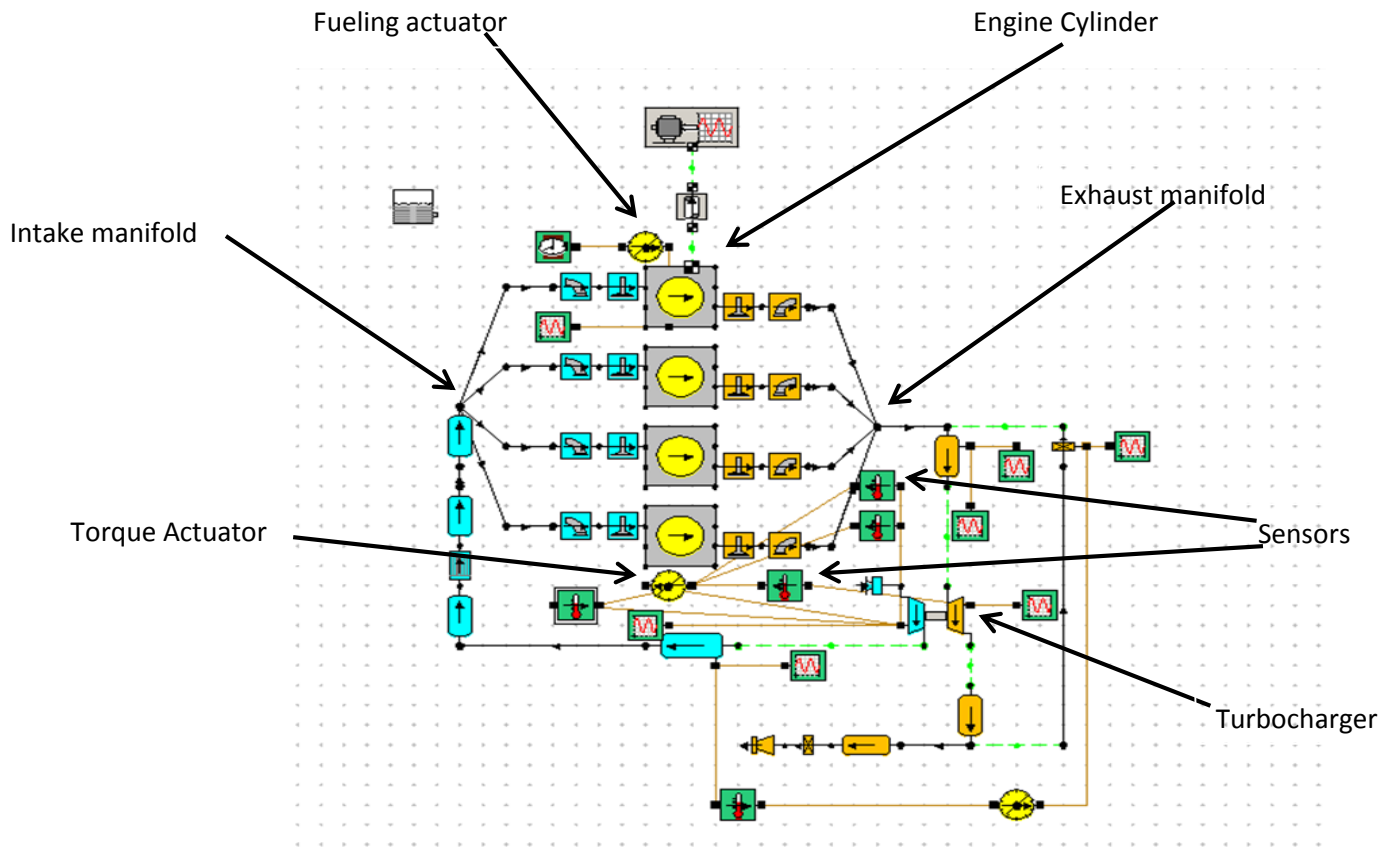 Fueling actuator
Engine Cylinder
Exhaust manifold
Intake manifold
Torque Actuator
Sensors
Turbocharger